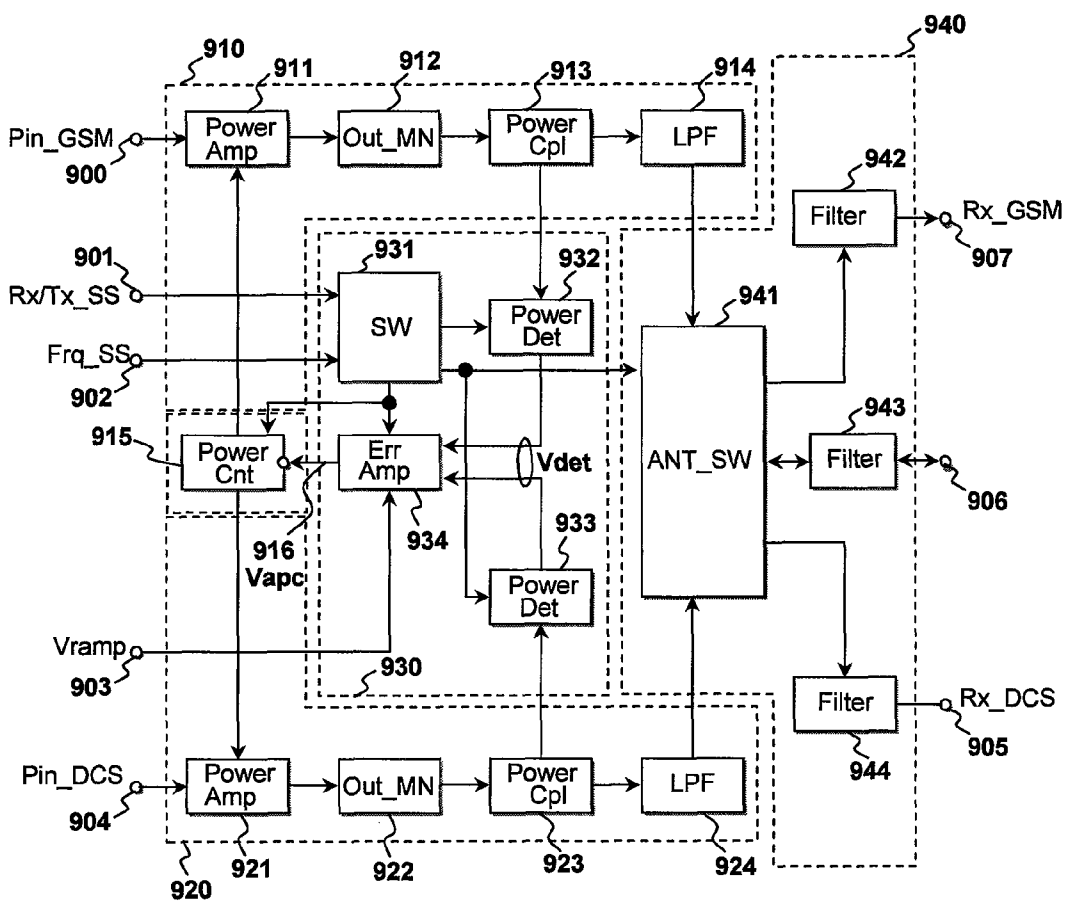 910
911
912
913
914
940
Pin_GSM
900
Power
Amp
Out_MN
Power
Cpl
LPF
942
Filter
Rx_GSM
907
901
Rx/Tx_SS
931
SW
932
Power
Det
941
ANT_SW
Frq_SS
902
915
Power
Cnt
Err
Amp
Vdet
943
Filter
906
916
Vapc
934
933
Power
Det
Vramp
903
930
Filter
Rx_DCS
905
944
Pin_DCS
904
Power
Amp
Out_MN
Power
Cpl
LPF
920
921
922
923
924